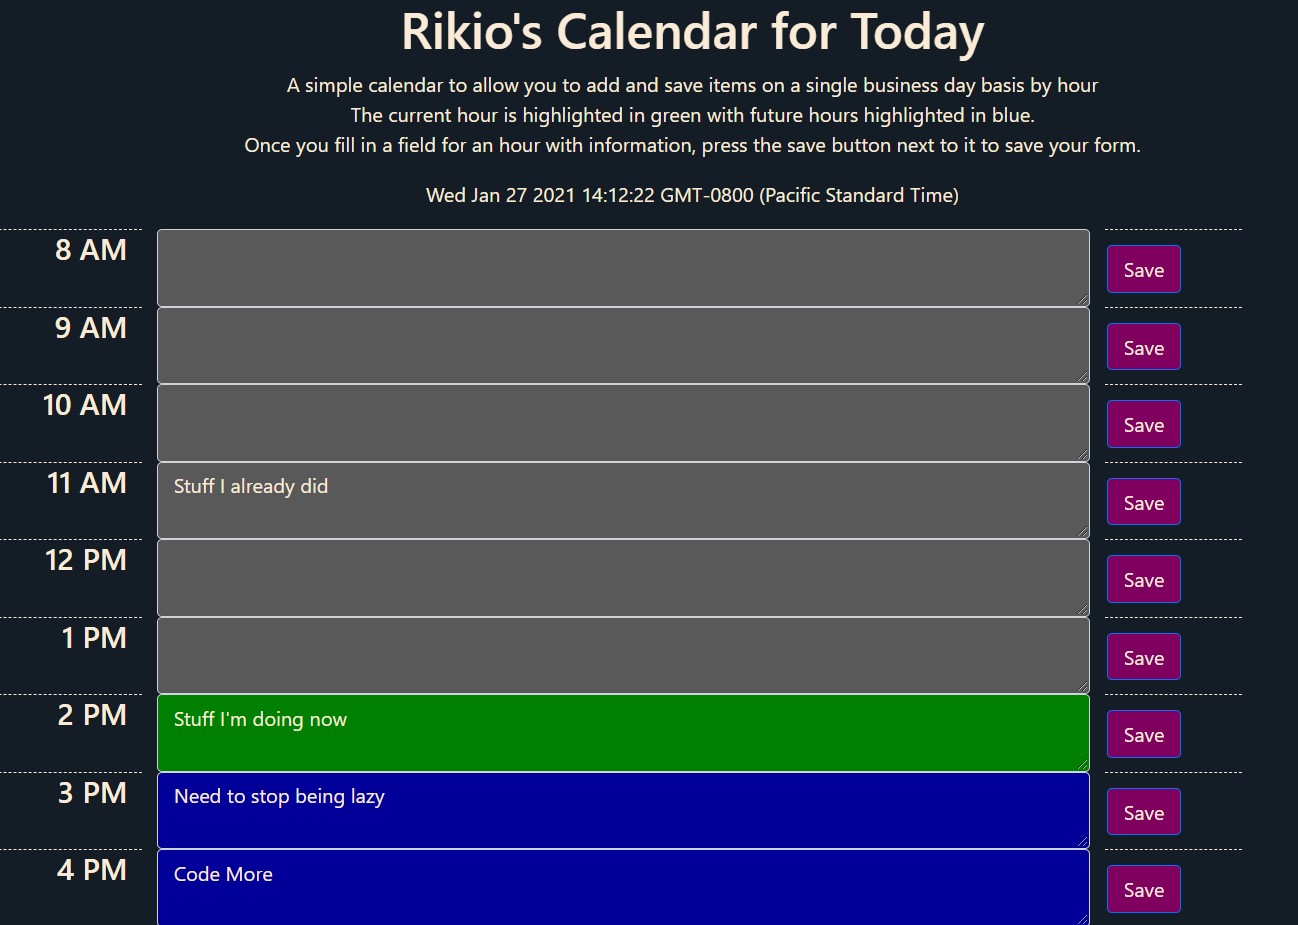 Rikio's Calendar for Today
A simple calendar to allow you to add and save items on a single business day basis by hour
The current hour is highlighted in green with future hours highlighted in blue.
Once you fill in a field for an hour with information, press the save button next to it to save your form.
Wed Jan 27 2021 14:12:22 GMT-0800 (Pacific Standard Time)
8 AM Save
9 AM Save
10 AM Save
11 AM Stuff I already did Save
12 PM Save
1 PM Save
2 PM Stuff I'm doing now Save
3 PM Need to stop being lazy Save
4 PM Code More Save